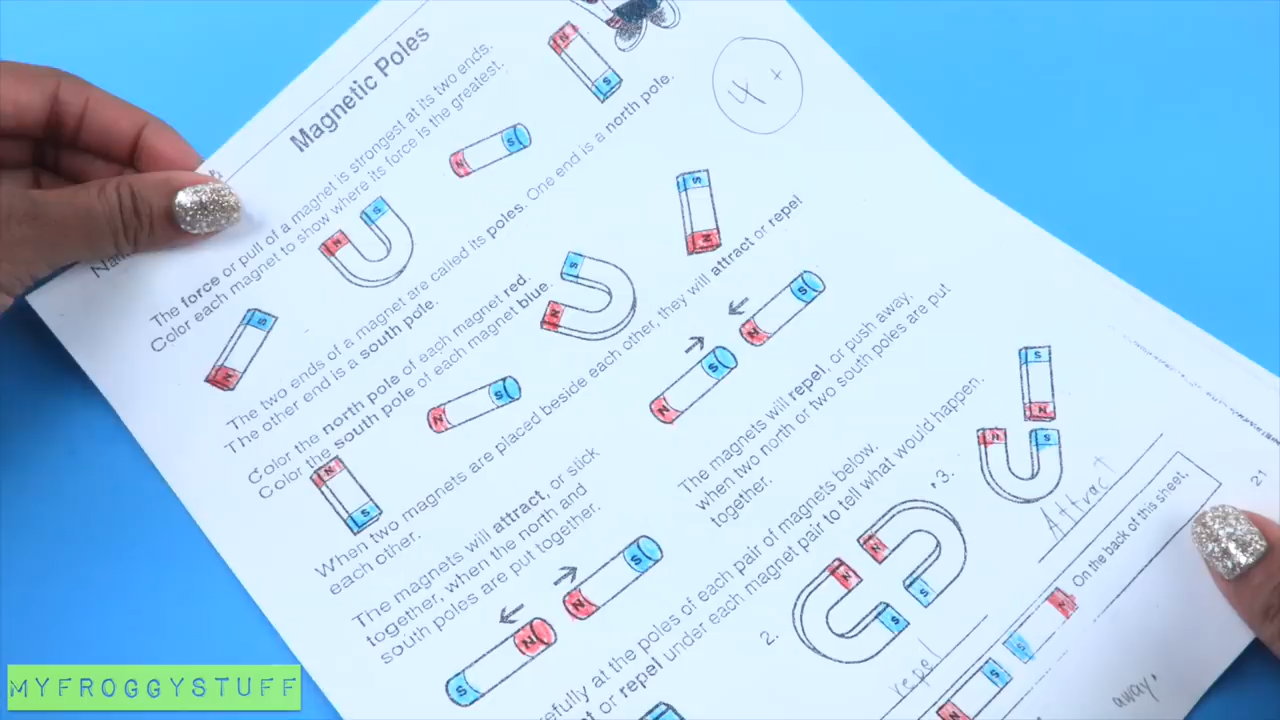 Magnetic Poles
4+
The force or pull of a magnet is strongest at its two ends.
Color each magnet to show where its force is the greatest.
N S
N S
N S
N S
The two ends of a magnet are called its poles. One end is a north pole.
The other end is a south pole.
Color the north pole of each magnet red.
Color the south pole of each magnet blue.
N S
N S
N S
N S
When two magnets are placed beside each other, they will attract or repel
each other.
The magnets will attract, or stick
together, when the north and
south poles are put together.
N S
N S
The magnets will repel, or push away,
when two north or two south poles are put
together.
S N
N S
at the poles of each pair of magnets below.
or repel under each magnet pair to tell what would happen.
2.
N S
N S
repel
3.
S N
N S
Attract
On the back of this sheet,
N S
S N
away.
21
MYFROGGYSTUFF